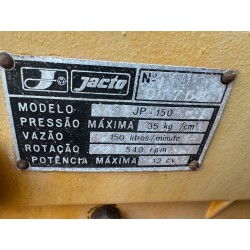 J ® Jacto Nº
MODELO JP-150
PRESSÃO MÁXIMA 35 kg/cm²
VAZÃO 150 litros/minuto
ROTAÇÃO 540 rpm
POTÊNCIA MÁXIMA 12 CV